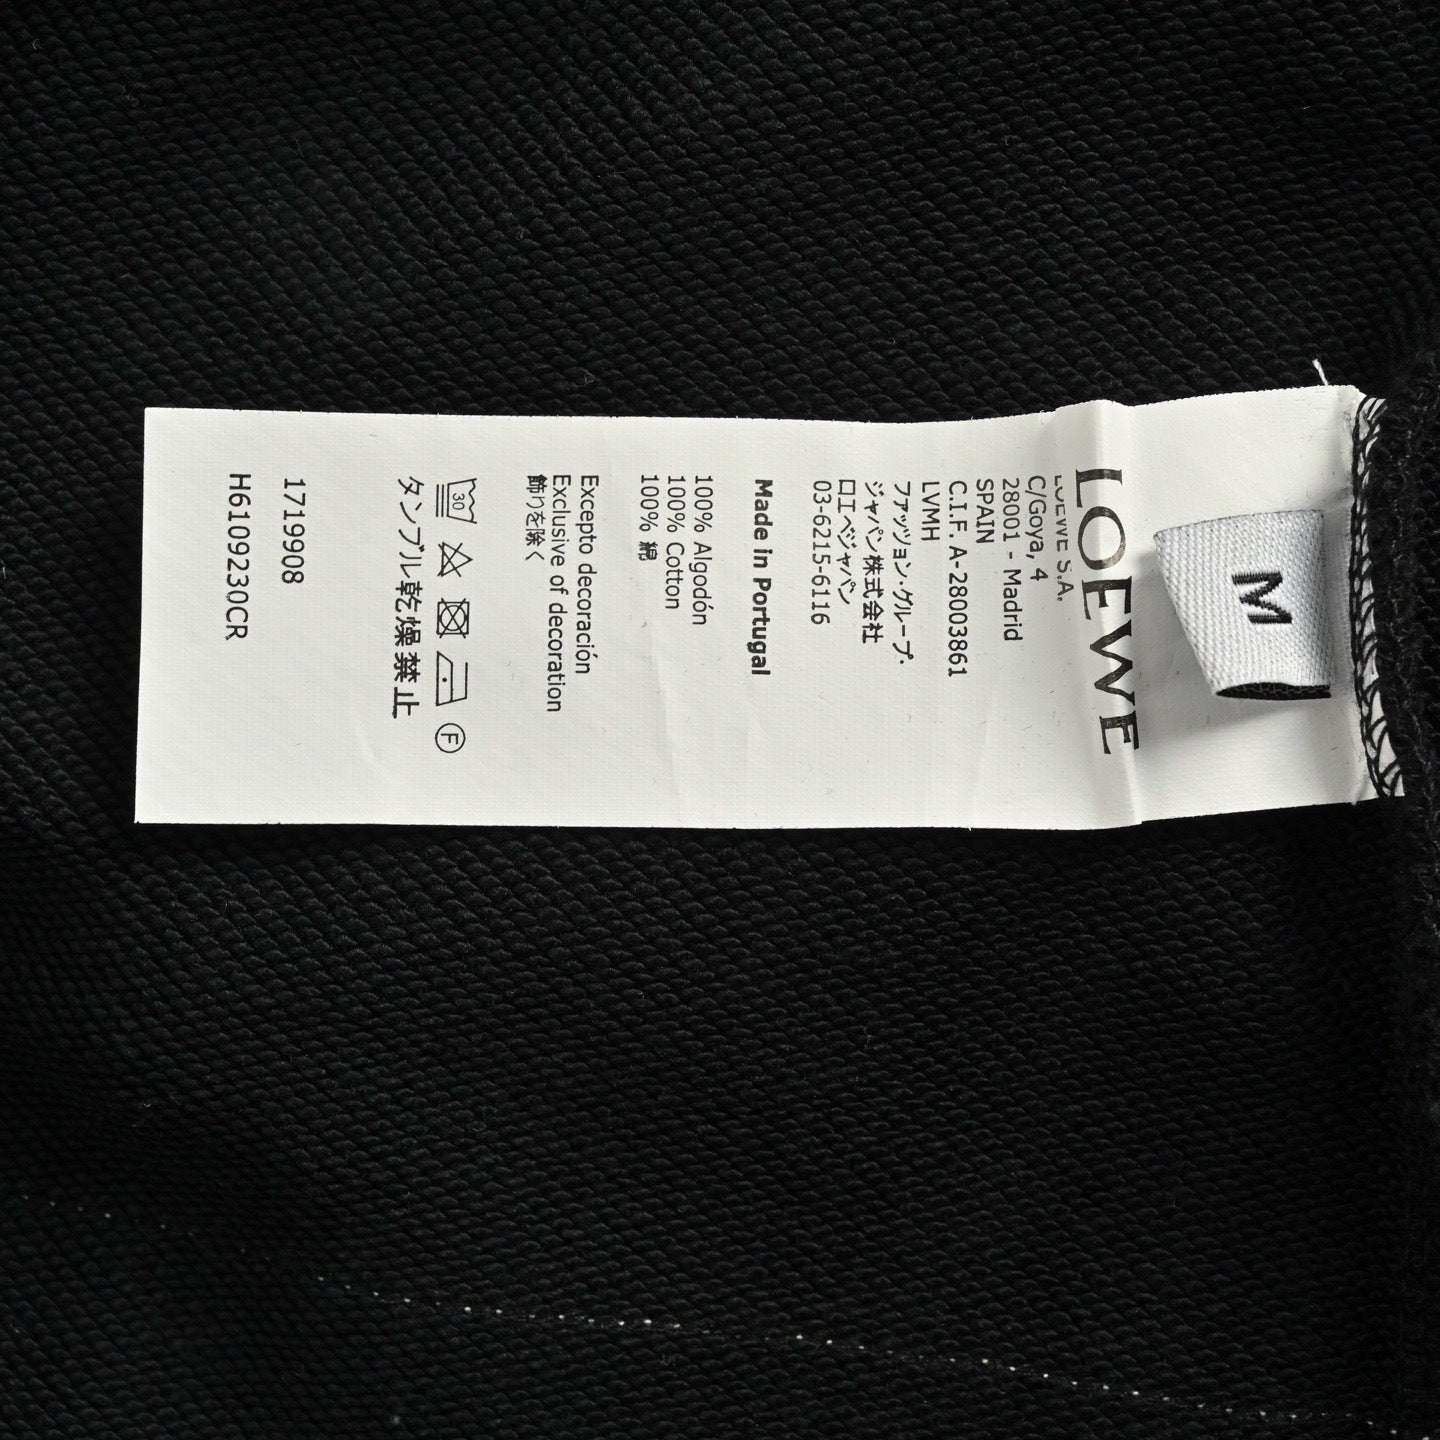 M
LOEWE
LOEWE S.A.
C/Goya, 4
28001 - Madrid
SPAIN
C.I.F. A-28003861
LVMH
ファッション・グループ・
ジャパン株式会社
ロエベジャパン
03-6215-6116
Made in Portugal
100% Algodón
100% Cotton
100% 綿
Excepto decoración
Exclusive of decoration
飾りを除く
30 F
タンブル乾燥禁止
1719908
H6109230CR